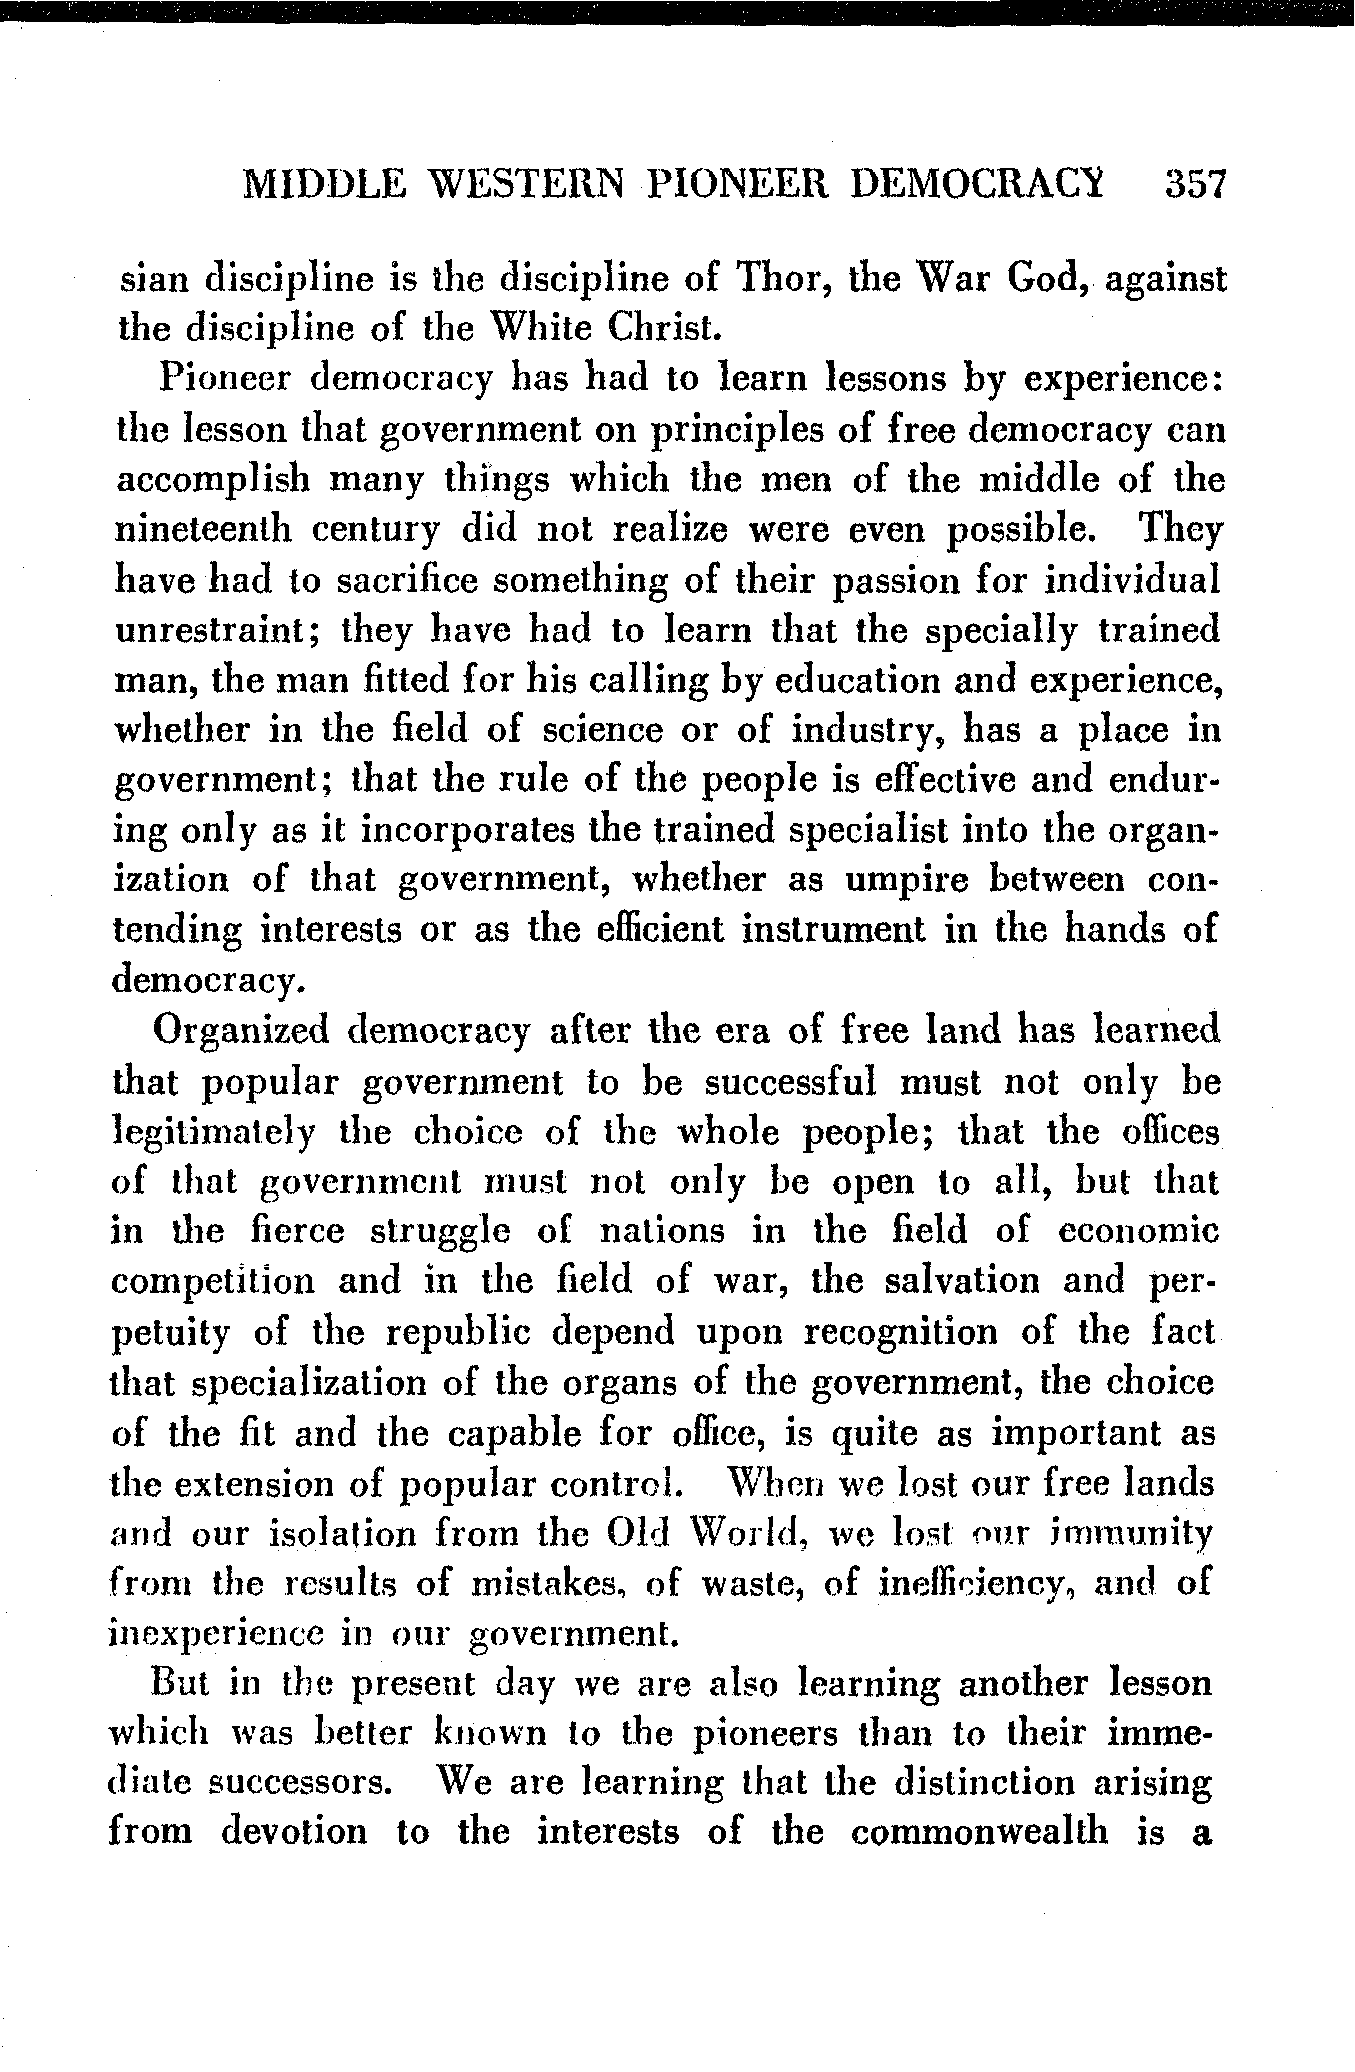 MIDDLE WESTERN PIONEER DEMOCRACY 357
sian discipline is the discipline of Thor, the War God, against
the discipline of the White Christ.
Pioneer democracy has had to learn lessons by experience:
the lesson that government on principles of free democracy can
accomplish many things which the men of the middle of the
nineteenth century did not realize were even possible. They
have had to sacrifice something of their passion for individual
unrestraint; they have had to learn that the specially trained
man, the man fitted for his calling by education and experience,
whether in the field of science or of industry, has a place in
government; that the rule of the people is effective and endur-
ing only as it incorporates the trained specialist into the organ-
ization of that government, whether as umpire between con-
tending interests or as the efficient instrument in the hands of
democracy.
Organized democracy after the era of free land has learned
that popular government to be successful must not only be
legitimately the choice of the whole people; that the offices
of that government must not only be open to all, but that
in the fierce struggle of nations in the field of economic
competition and in the field of war, the salvation and per-
petuity of the republic depend upon recognition of the fact
that specialization of the organs of the government, the choice
of the fit and the capable for office, is quite as important as
the extension of popular control. When we lost our free lands
and our isolation from the Old World, we lost our immunity
from the results of mistakes, of waste, of inefficiency, and of
inexperience in our government.
But in the present day we are also learning another lesson
which was better known to the pioneers than to their imme-
diate successors. We are learning that the distinction arising
from devotion to the interests of the commonwealth is a